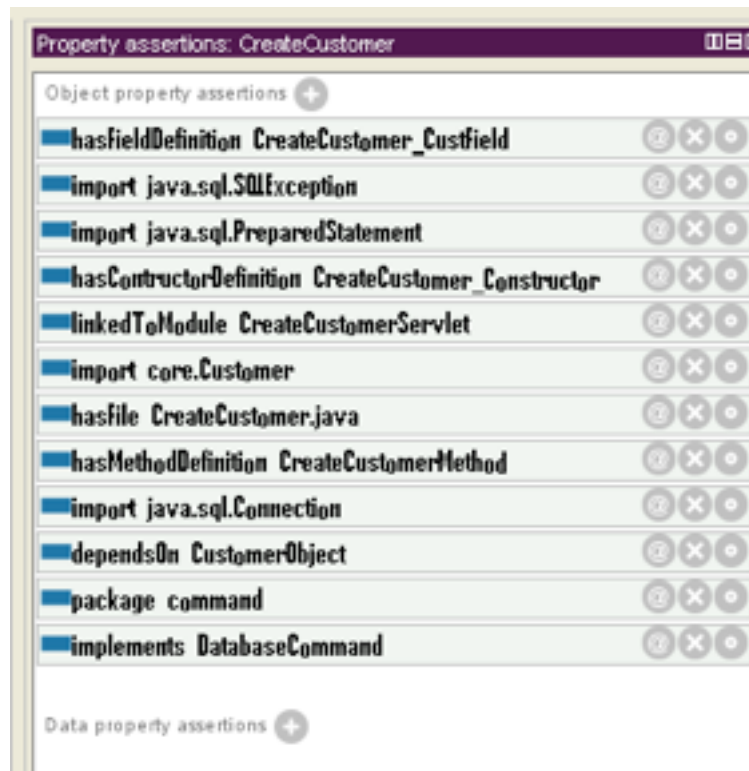 Property assertions: CreateCustomer
Object property assertions
hasFieldDefinition CreateCustomer_CustField
import java.sql.SQLException
import java.sql.PreparedStatement
hasContructorDefinition CreateCustomer_Constructor
linkedToModule CreateCustomerServlet
import core.Customer
hasFile CreateCustomer.java
hasMethodDefinition CreateCustomerMethod
import java.sql.Connection
dependsOn CustomerObject
package command
implements DatabaseCommand
Data property assertions